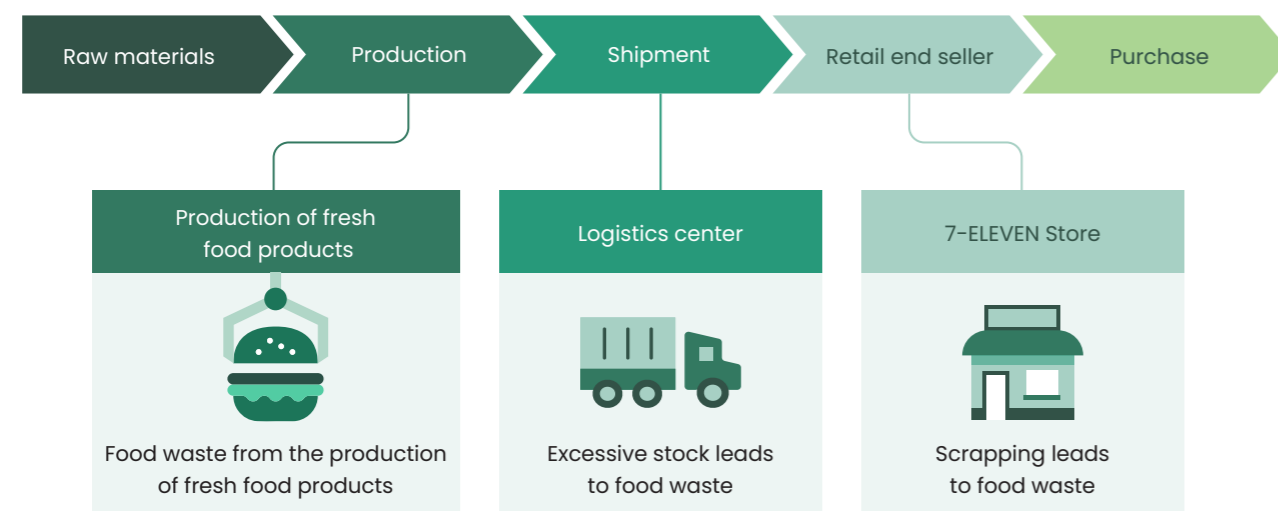 Raw materials
Production
Shipment
Retail end seller
Purchase
Production of fresh
food products
Logistics center
7-ELEVEN Store
Food waste from the production
of fresh food products
Excessive stock leads
to food waste
Scrapping leads
to food waste